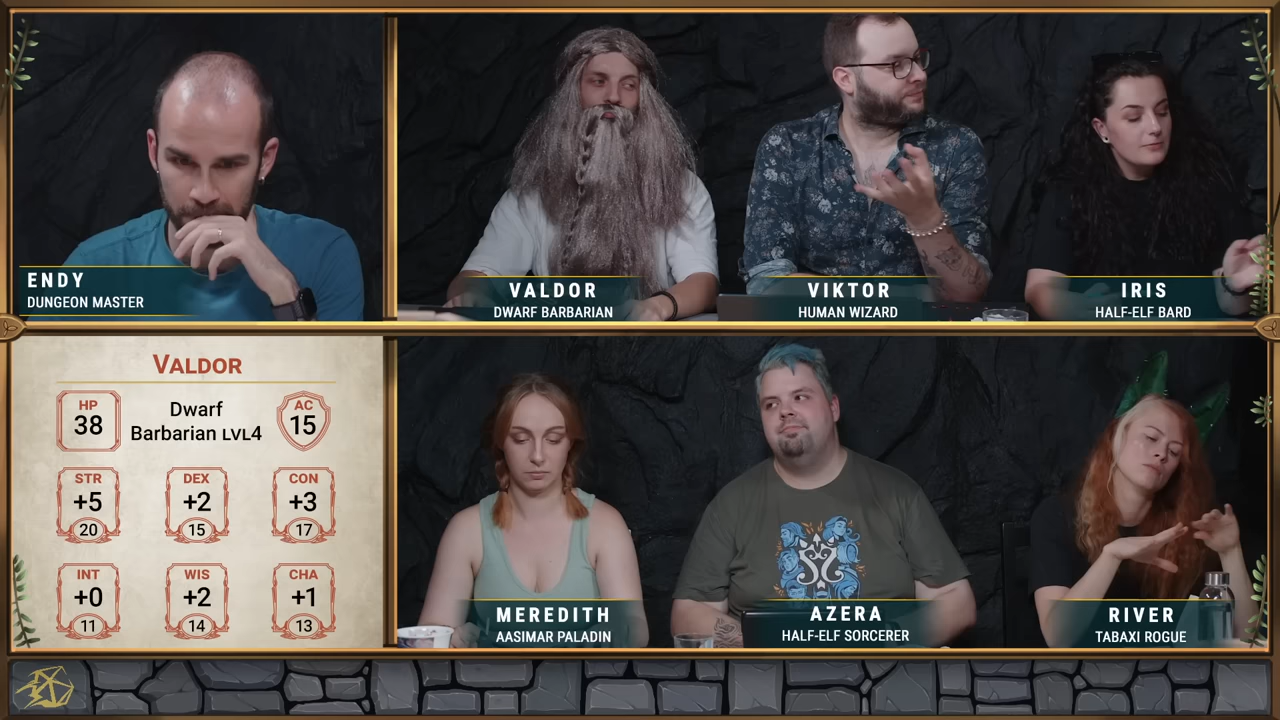 ENDY
DUNGEON MASTER
VALDOR
DWARF BARBARIAN
VIKTOR
HUMAN WIZARD
IRIS
HALF-ELF BARD
VALDOR
HP
38
Dwarf
Barbarian LVL4
AC
15
STR
+5
20
DEX
+2
15
CON
+3
17
INT
+0
11
WIS
+2
14
CHA
+1
13
MEREDITH
AASIMAR PALADIN
AZERA
HALF-ELF SORCERER
RIVER
TABAXI ROGUE